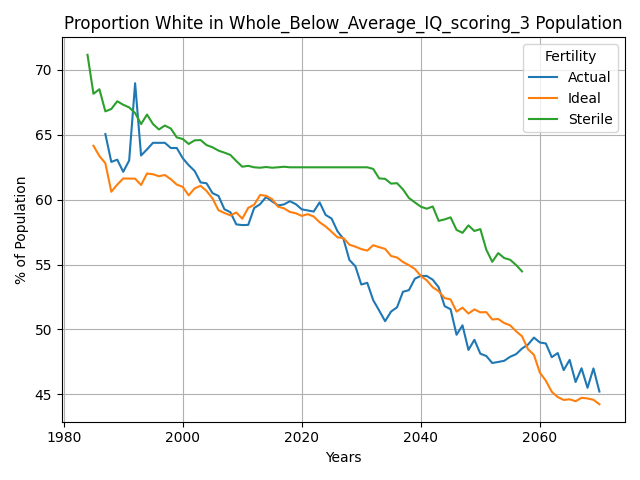 Proportion White in Whole_Below_Average_IQ_scoring_3 Population
% of Population
70
65
60
55
50
45
1980
2000
2020
2040
2060
Years
Fertility
Actual
Ideal
Sterile